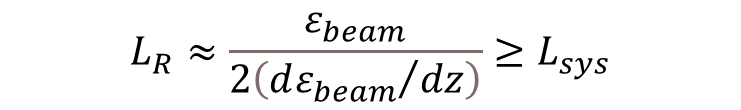 L_R ≈ ε_beam / 2(dε_beam/dz) ≥ L_sys